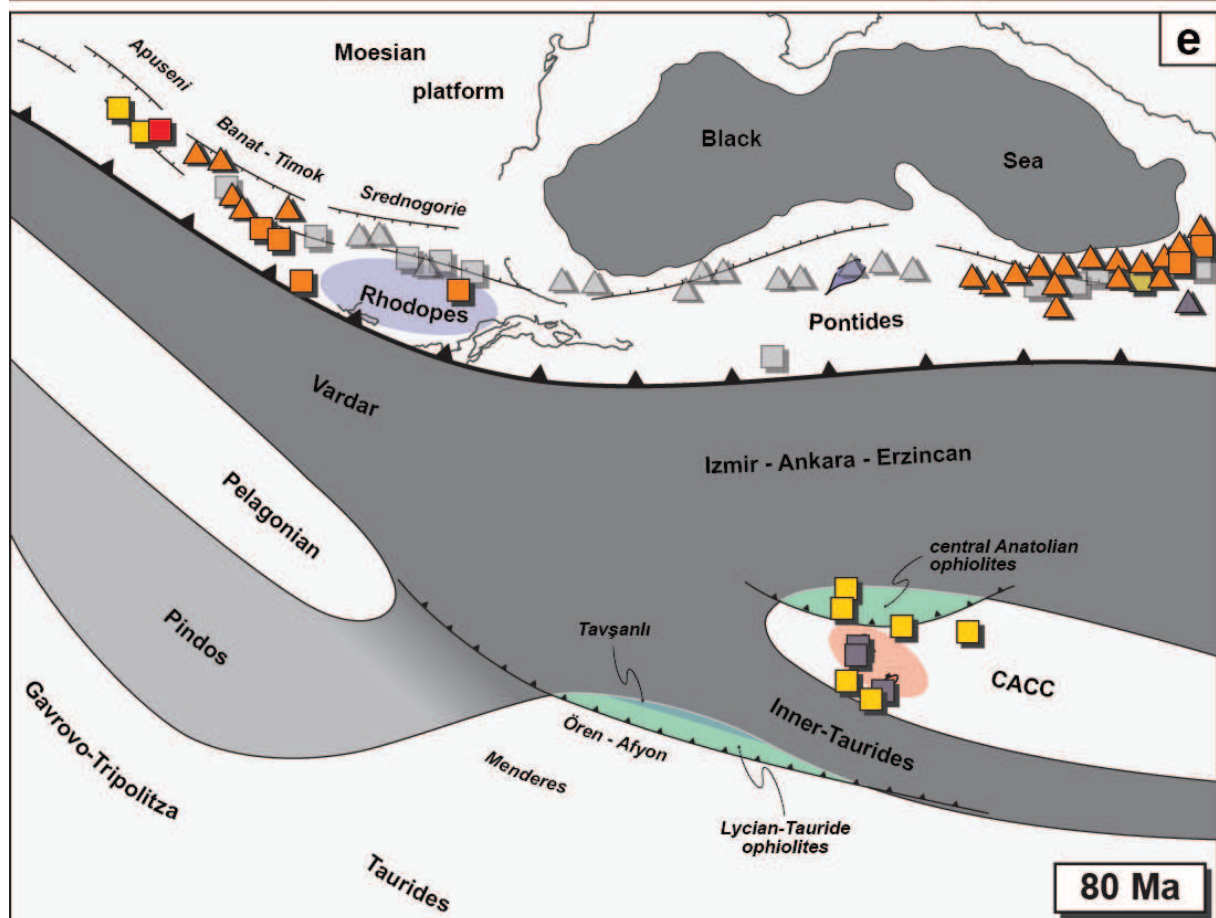 e
Apuseni
Moesian
platform
Banat - Timok
Srednogorie
Black
Sea
Rhodopes
Pontides
Vardar
Izmir - Ankara - Erzincan
Pelagonian
central Anatolian
ophiolites
Pindos
Tavşanlı
CACC
Gavrovo-Tripolitza
Ören - Afyon
Inner-Taurides
Menderes
Lycian-Tauride
ophiolites
Taurides
80 Ma